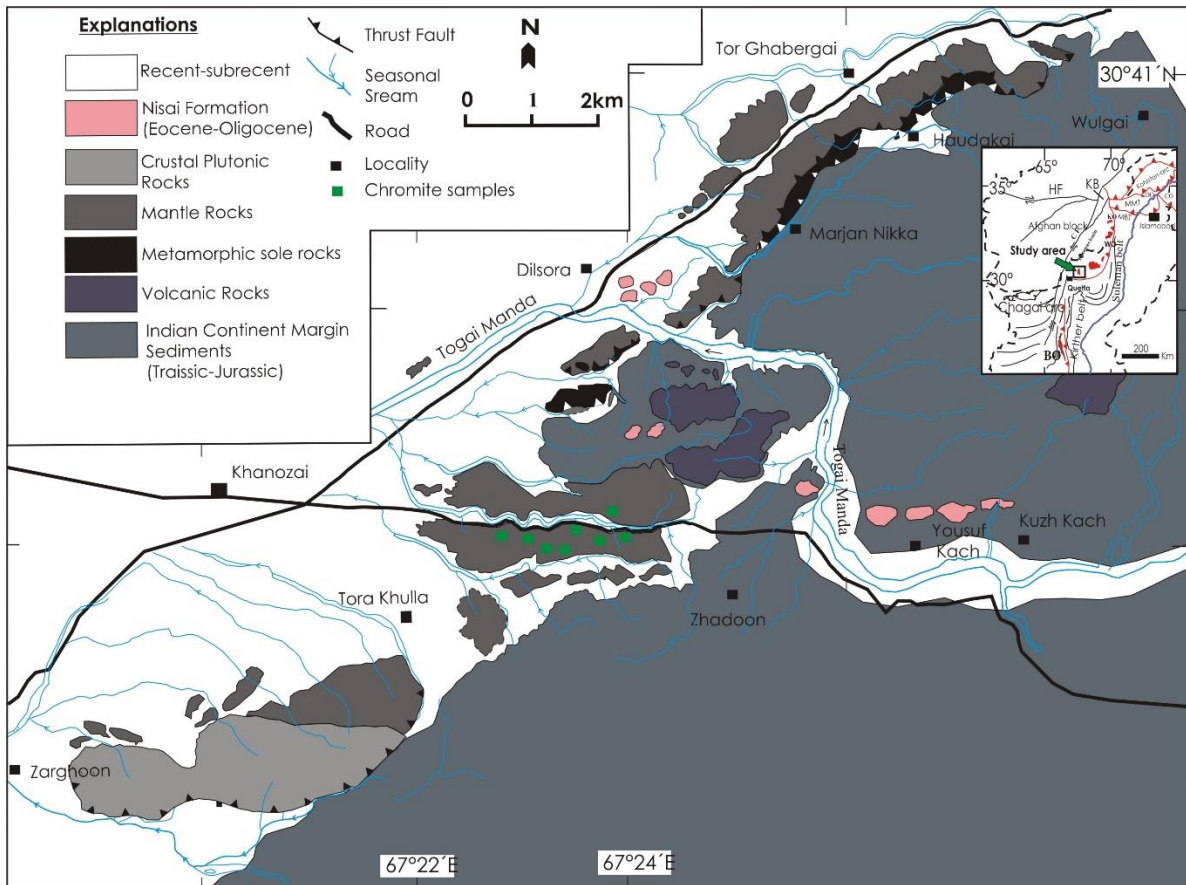 Explanations
Recent-subrecent
Nisai Formation
(Eocene-Oligocene)
Crustal Plutonic
Rocks
Mantle Rocks
Metamorphic sole rocks
Volcanic Rocks
Indian Continent Margin
Sediments
(Traissic-Jurassic)
Thrust Fault
Seasonal
Sream
Road
Locality
Chromite samples
N
0 1 2km
Tor Ghabergai
30°41´N
Wulgai
Haudakai
65° 70°
35°
HF
KB
Kohistan arc
MMT
Islamabad
Afghan block
Study area
30°
Quetta
Suleman belt
Chagai arc
Kirther belt
BO
200
Km
Marjan Nikka
Dilsora
Togai Manda
Khanozai
Togai Manda
Yousuf
Kach
Kuzh Kach
Zhadoon
Tora Khulla
Zarghoon
67°22´E
67°24´E